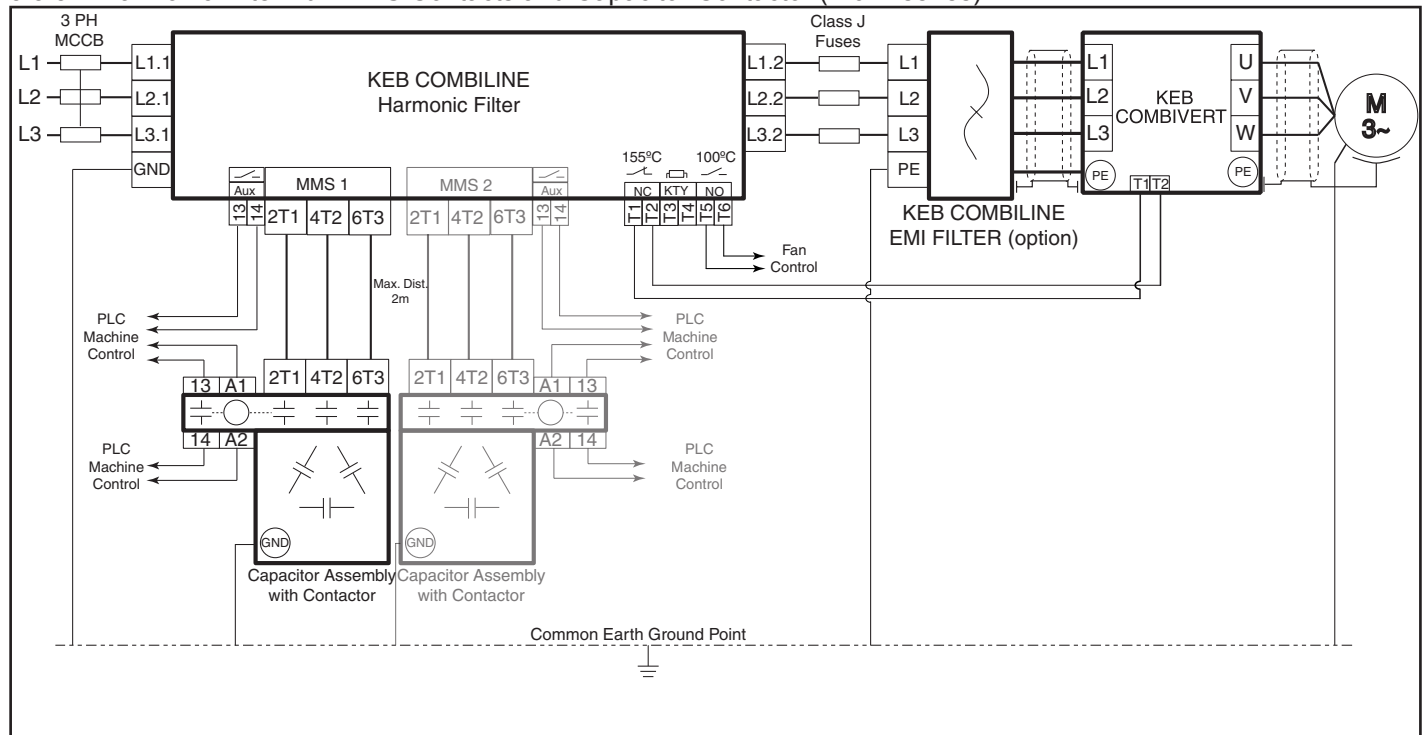 3 PH
MCCB
L1
L2
L3
L1.1
L2.1
L3.1
GND
KEB COMBILINE
Harmonic Filter
L1.2
L2.2
L3.2
Class J
Fuses
L1
L2
L3
PE
KEB COMBILINE
EMI FILTER (option)
L1
L2
L3
PE
KEB
COMBIVERT
U
V
W
PE
T1 T2
M
3~
Aux
13 14
MMS 1
2T1 4T2 6T3
MMS 2
2T1 4T2 6T3
Aux
13 14
155ºC
100ºC
NC KTY NO
T1 T2 T3 T4 T5 T6
Fan
Control
Max. Dist.
2m
PLC
Machine
Control
PLC
Machine
Control
13 A1
2T1 4T2 6T3
2T1 4T2 6T3
A1 13
14 A2
A2 14
PLC
Machine
Control
PLC
Machine
Control
GND
GND
Capacitor Assembly
with Contactor
Capacitor Assembly
with Contactor
Common Earth Ground Point